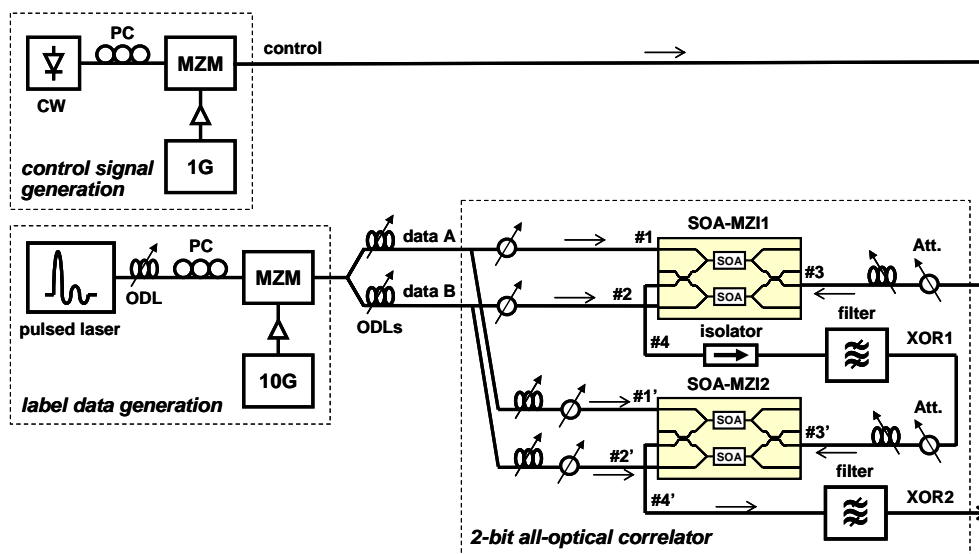 PC
control
MZM
CW
1G
control signal
generation
SOA-MZI1
data A
#1
SOA
#3
Att.
PC
MZM
ODL
data B
#2
SOA
pulsed laser
ODLs
isolator
filter
#4
XOR1
10G
SOA-MZI2
label data generation
#1'
SOA
#3'
Att.
#2'
SOA
filter
#4'
XOR2
2-bit all-optical correlator